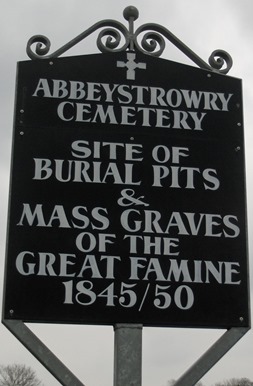 ABBEYSTROWRY
CEMETERY
SITE OF
BURIAL PITS
&
MASS GRAVES
OF THE
GREAT FAMINE
1845/50